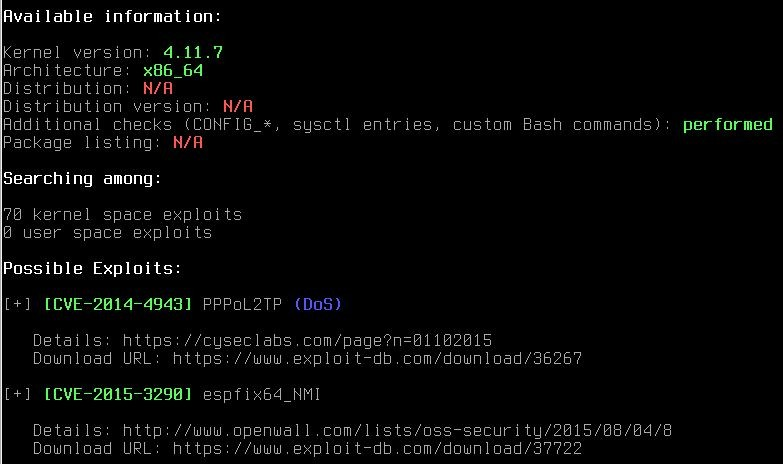 Available information:
Kernel version: 4.11.7
Architecture: x86_64
Distribution: N/A
Distribution version: N/A
Additional checks (CONFIG_*, sysctl entries, custom Bash commands): performed
Package listing: N/A
Searching among:
70 kernel space exploits
0 user space exploits
Possible Exploits:
[+] [CVE-2014-4943] PPPoL2TP (DoS)
Details: https://cyseclabs.com/page?n=01102015
Download URL: https://www.exploit-db.com/download/36267
[+] [CVE-2015-3290] espfix64_NMI
Details: http://www.openwall.com/lists/oss-security/2015/08/04/8
Download URL: https://www.exploit-db.com/download/37722